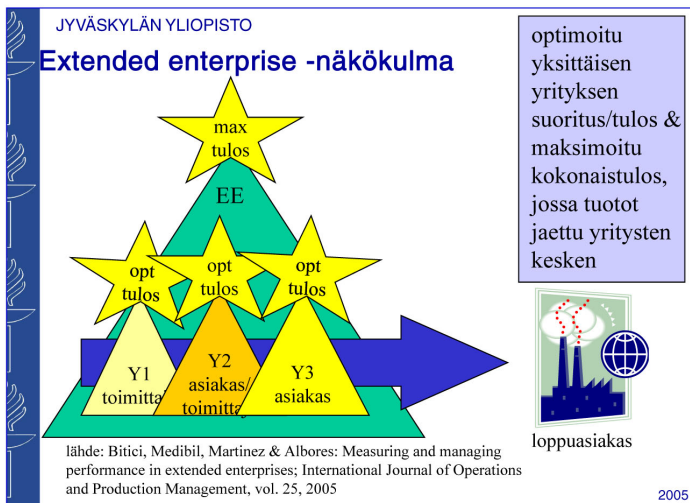 JYVÄSKYLÄN YLIOPISTO
Extended enterprise -näkökulma
optimoitu
yksittäisen
yrityksen
suoritus/tulos &
maksimoitu
kokonaistulos,
jossa tuotot
jaettu yritysten
kesken
max
tulos
EE
opt
tulos
opt
tulos
opt
tulos
Y1
toimitta
Y2
asiakas/
toimitta
Y3
asiakas
loppuasiakas
lähde: Bitici, Medibil, Martinez & Albores: Measuring and managing
performance in extended enterprises; International Journal of Operations
and Production Management, vol. 25, 2005
2005